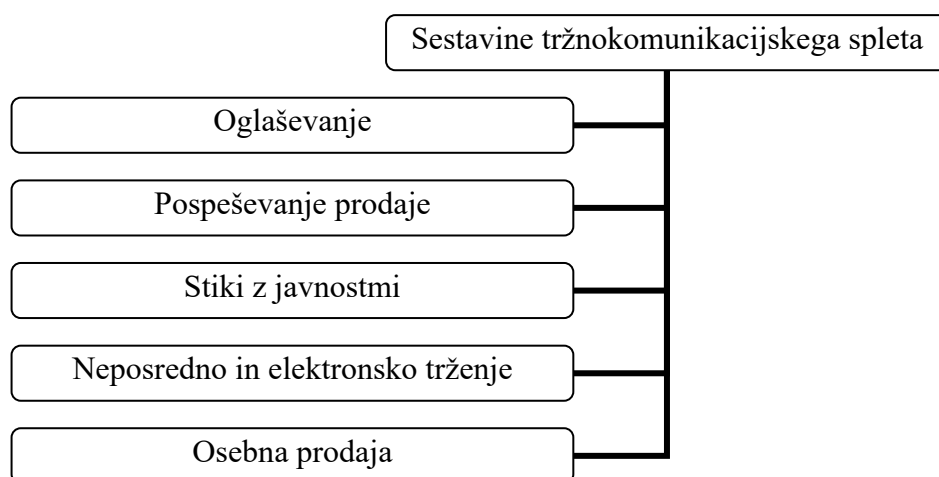 Sestavine tržnokomunikacijskega spleta
Oglaševanje
Pospeševanje prodaje
Stiki z javnostmi
Neposredno in elektronsko trženje
Osebna prodaja